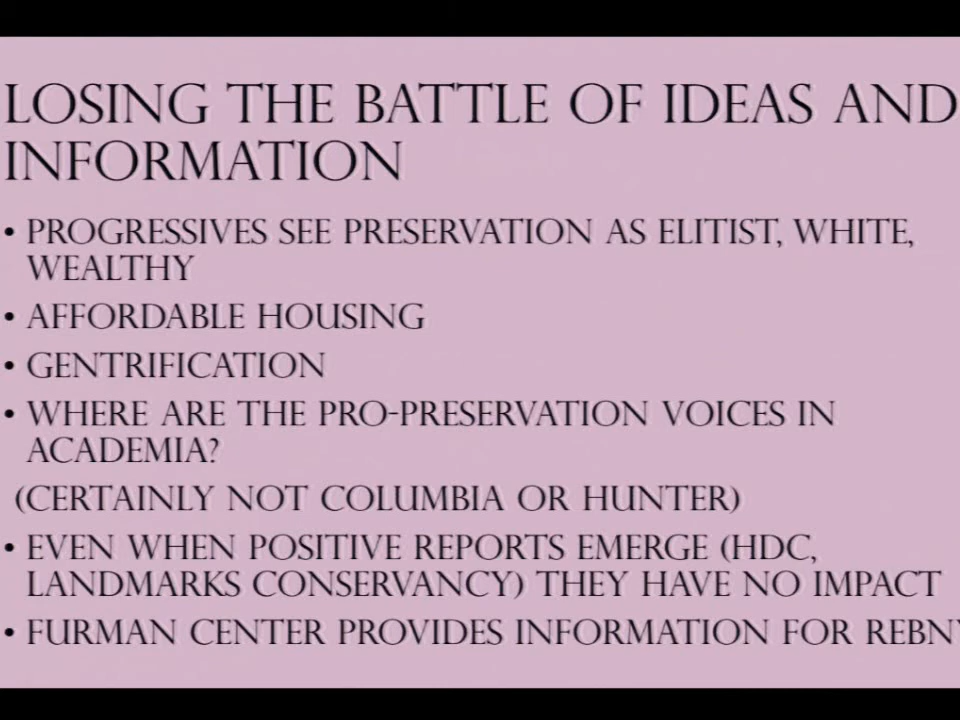 LOSING THE BATTLE OF IDEAS AND
INFORMATION
• PROGRESSIVES SEE PRESERVATION AS ELITIST, WHITE,
WEALTHY
• AFFORDABLE HOUSING
• GENTRIFICATION
• WHERE ARE THE PRO-PRESERVATION VOICES IN
ACADEMIA?
(CERTAINLY NOT COLUMBIA OR HUNTER)
• EVEN WHEN POSITIVE REPORTS EMERGE (HDC,
LANDMARKS CONSERVANCY) THEY HAVE NO IMPACT
• FURMAN CENTER PROVIDES INFORMATION FOR REBNY